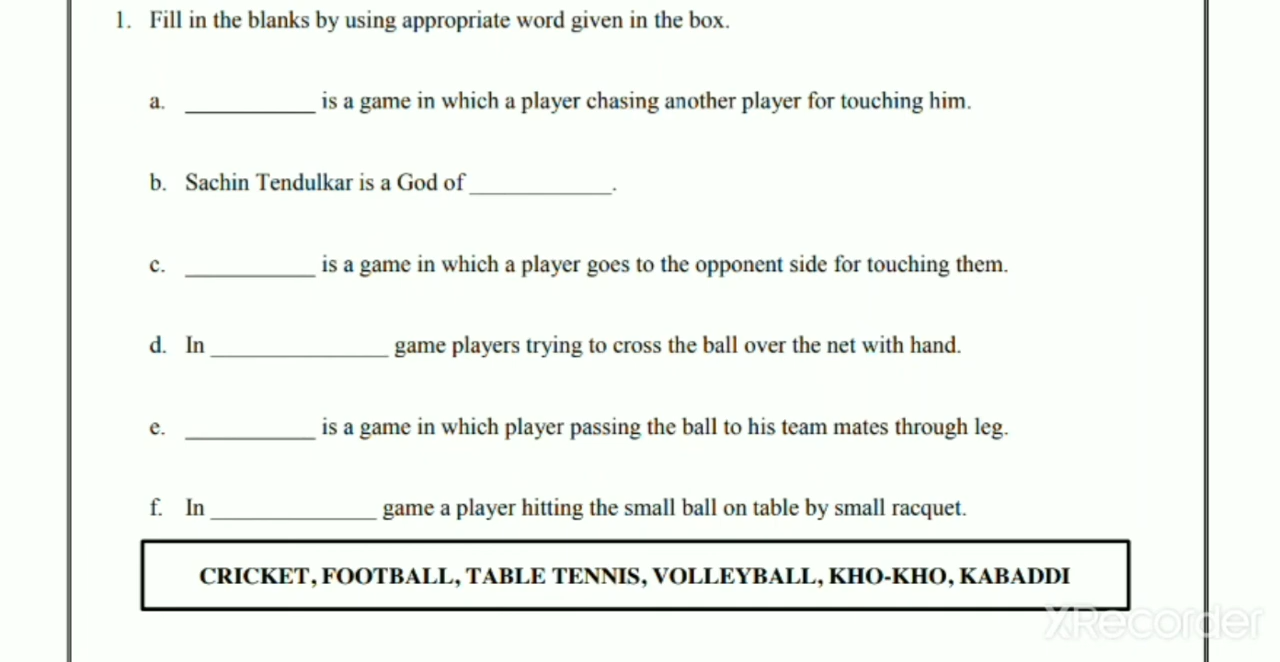 1. Fill in the blanks by using appropriate word given in the box.
a. ___________ is a game in which a player chasing another player for touching him.
b. Sachin Tendulkar is a God of ____________.
c. ___________ is a game in which a player goes to the opponent side for touching them.
d. In _______________ game players trying to cross the ball over the net with hand.
e. ___________ is a game in which player passing the ball to his team mates through leg.
f. In ______________ game a player hitting the small ball on table by small racquet.
CRICKET, FOOTBALL, TABLE TENNIS, VOLLEYBALL, KHO-KHO, KABADDI
XRecorder